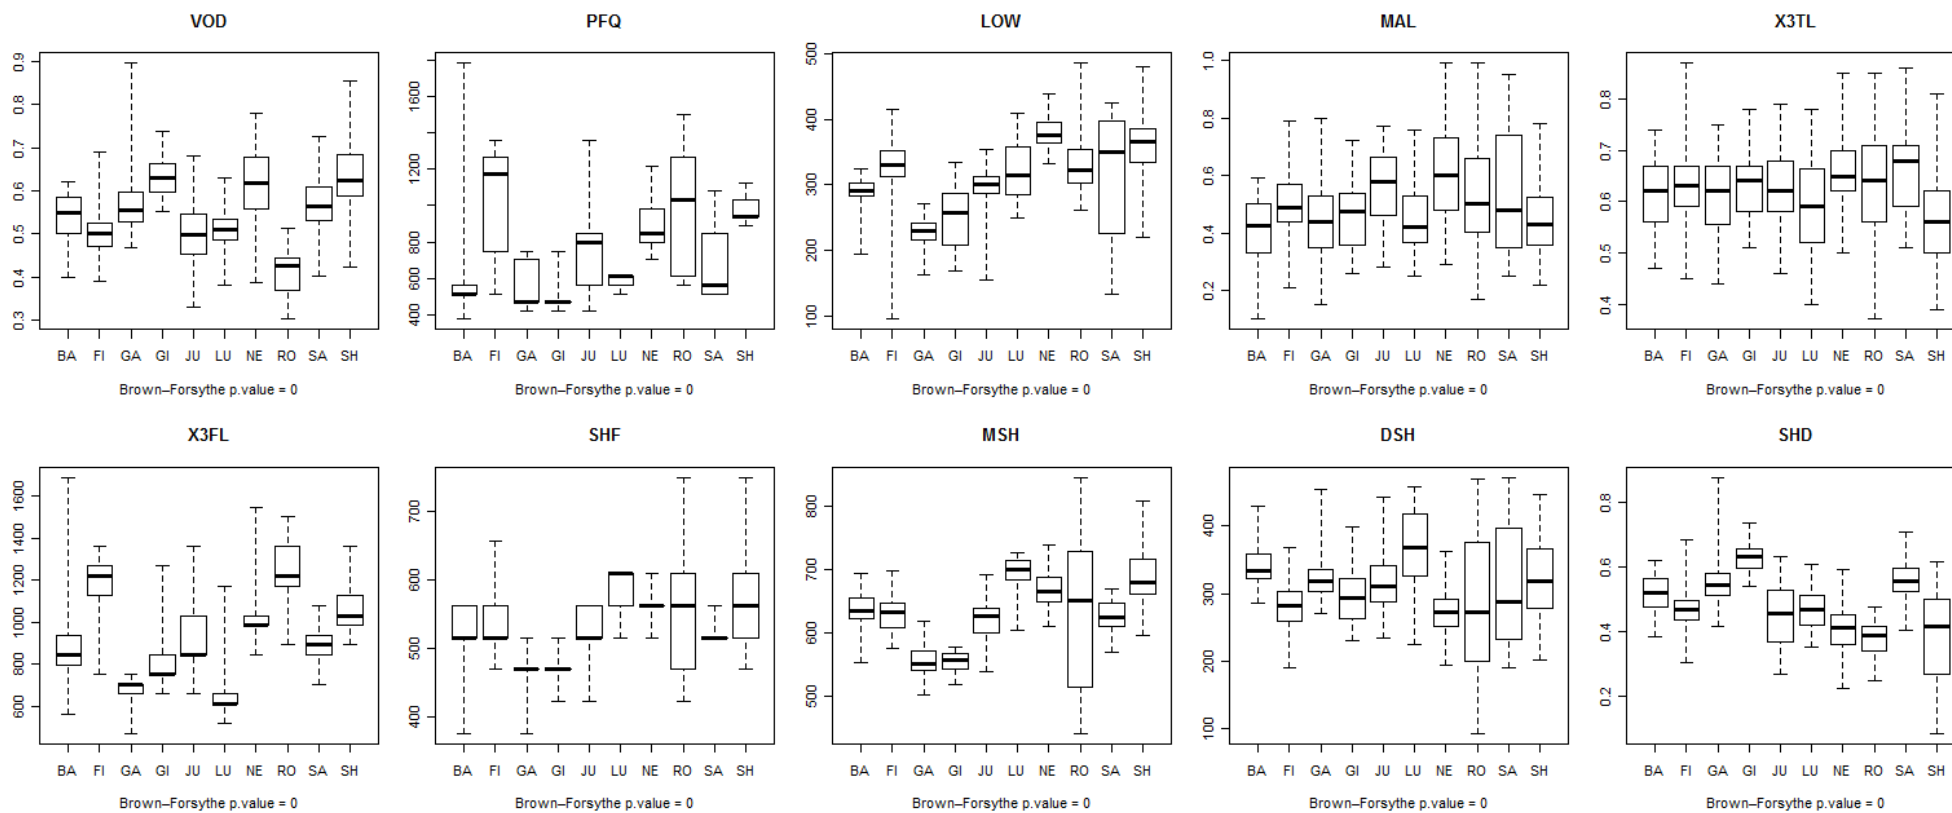 VOD
0.9
0.8
0.7
0.6
0.5
0.4
0.3
BA FI GA GI JU LU NE RO SA SH
Brown–Forsythe p.value = 0
PFQ
1600
1200
800
600
400
BA FI GA GI JU LU NE RO SA SH
Brown–Forsythe p.value = 0
LOW
500
400
300
200
100
BA FI GA GI JU LU NE RO SA SH
Brown–Forsythe p.value = 0
MAL
1.0
0.8
0.6
0.4
0.2
BA FI GA GI JU LU NE RO SA SH
Brown–Forsythe p.value = 0
X3TL
0.8
0.7
0.6
0.5
0.4
BA FI GA GI JU LU NE RO SA SH
Brown–Forsythe p.value = 0
X3FL
1600
1400
1200
1000
800
600
BA FI GA GI JU LU NE RO SA SH
Brown–Forsythe p.value = 0
SHF
700
600
500
400
BA FI GA GI JU LU NE RO SA SH
Brown–Forsythe p.value = 0
MSH
800
700
600
500
BA FI GA GI JU LU NE RO SA SH
Brown–Forsythe p.value = 0
DSH
400
300
200
100
BA FI GA GI JU LU NE RO SA SH
Brown–Forsythe p.value = 0
SHD
0.8
0.6
0.4
0.2
BA FI GA GI JU LU NE RO SA SH
Brown–Forsythe p.value = 0